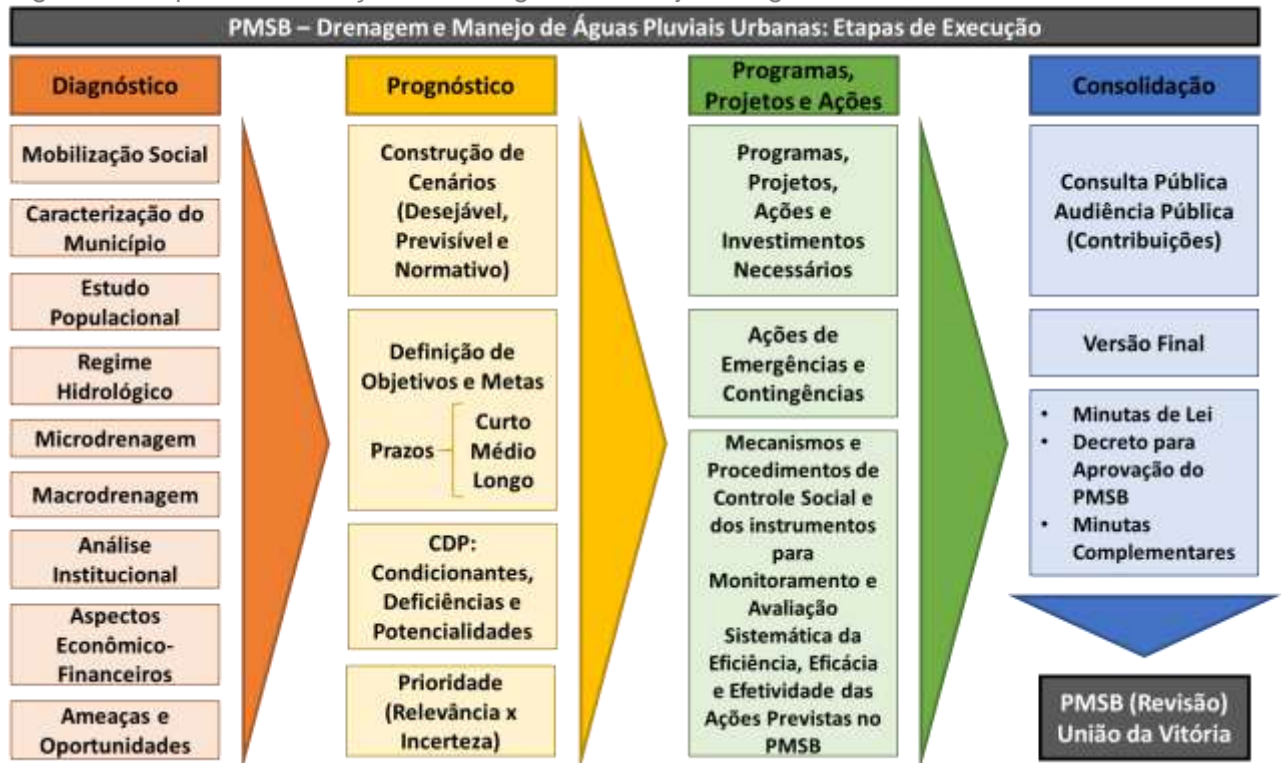 PMSB – Drenagem e Manejo de Águas Pluviais Urbanas: Etapas de Execução
Diagnóstico
Mobilização Social
Caracterização do
Município
Estudo
Populacional
Regime
Hidrológico
Microdrenagem
Macrodrenagem
Análise
Institucional
Aspectos
Econômico-
Financeiros
Ameaças e
Oportunidades
Prognóstico
Construção de
Cenários
(Desejável,
Previsível e
Normativo)
Definição de
Objetivos e Metas
Prazos
Curto
Médio
Longo
CDP:
Condicionantes,
Deficiências e
Potencialidades
Prioridade
(Relevância x
Incerteza)
Programas,
Projetos e Ações
Programas,
Projetos,
Ações e
Investimentos
Necessários
Ações de
Emergências e
Contingências
Mecanismos e
Procedimentos de
Controle Social e
dos instrumentos
para
Monitoramento e
Avaliação
Sistemática da
Eficiência, Eficácia
e Efetividade das
Ações Previstas no
PMSB
Consolidação
Consulta Pública
Audiência Pública
(Contribuições)
Versão Final
• Minutas de Lei
• Decreto para
Aprovação do
PMSB
• Minutas
Complementares
PMSB (Revisão)
União da Vitória